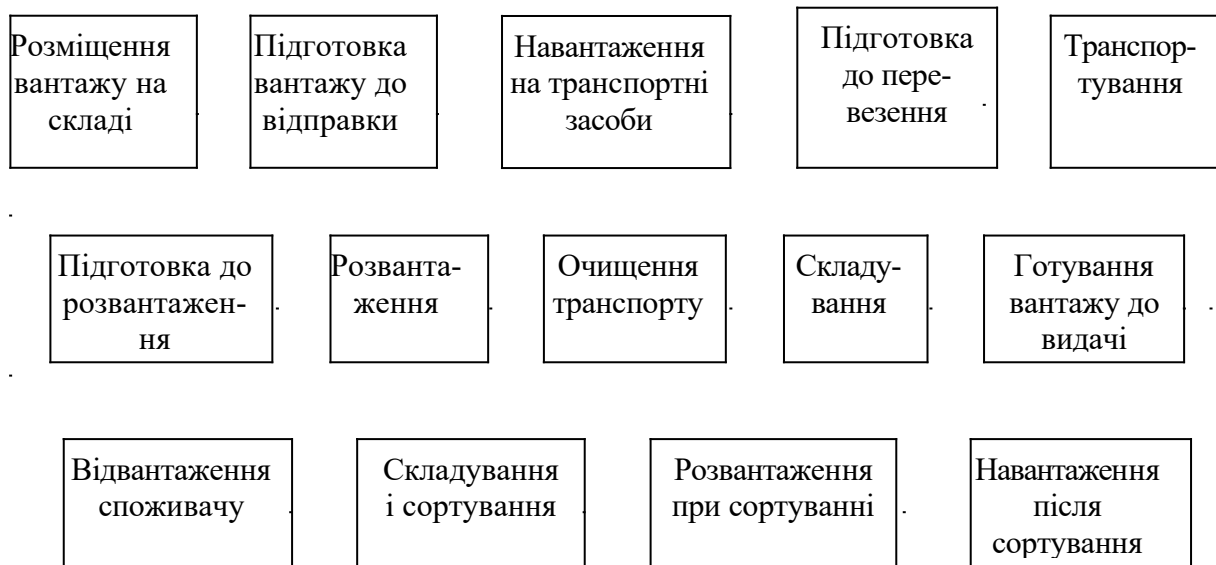 Розміщення
вантажу на
складі
Підготовка
вантажу до
відправки
Навантаження
на транспортні
засоби
Підготовка
до пере-
везення
Транспор-
тування
Підготовка до
розвантажен-
ня
Розванта-
ження
Очищення
транспорту
Складу-
вання
Готування
вантажу до
видачі
Відвантаження
споживачу
Складування
і сортування
Розвантаження
при сортуванні
Навантаження
після
сортування